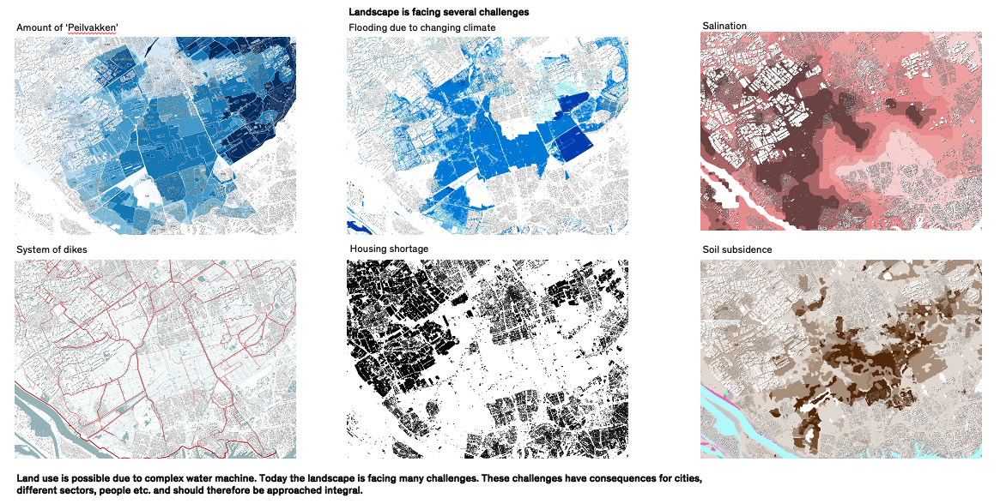 Landscape is facing several challenges
Amount of ‘Peilvakken’
Flooding due to changing climate
Salination
System of dikes
Housing shortage
Soil subsidence
Land use is possible due to complex water machine. Today the landscape is facing many challenges. These challenges have consequences for cities,
different sectors, people etc. and should therefore be approached integral.